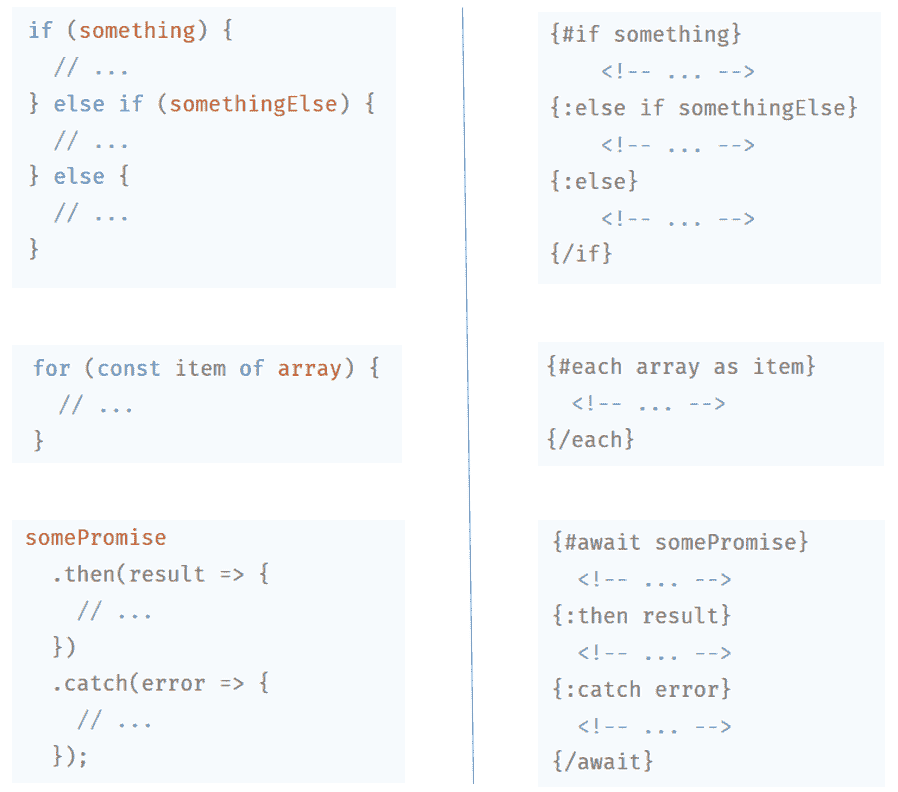 if (something) {
// ...
} else if (somethingElse) {
// ...
} else {
// ...
}
for (const item of array) {
// ...
}
somePromise
.then(result => {
// ...
})
.catch(error => {
// ...
});
{#if something}
<!-- ... -->
{:else if somethingElse}
<!-- ... -->
{:else}
<!-- ... -->
{/if}
{#each array as item}
<!-- ... -->
{/each}
{#await somePromise}
<!-- ... -->
{:then result}
<!-- ... -->
{:catch error}
<!-- ... -->
{/await}